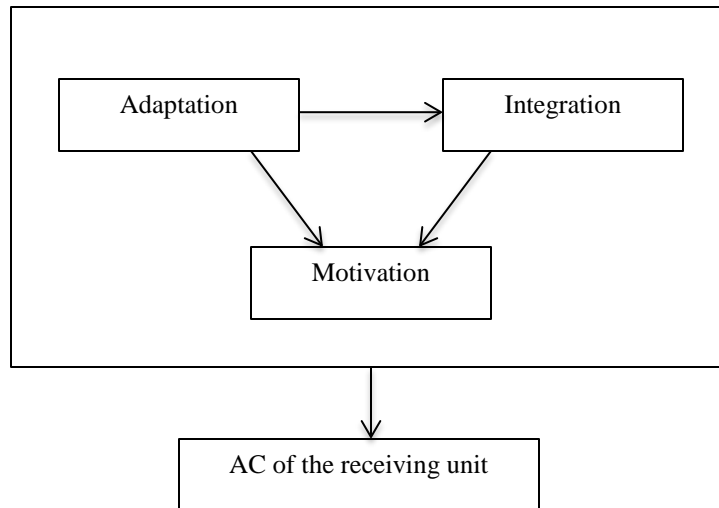 Adaptation
Integration
Motivation
AC of the receiving unit